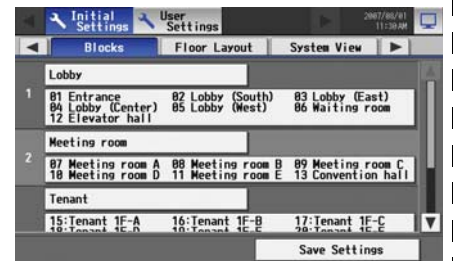 Initial Settings
User Settings
2007/08/01
11:30 AM
Blocks
Floor Layout
System View
Lobby
1
01 Entrance 02 Lobby (South) 03 Lobby (East)
04 Lobby (Center) 05 Lobby (West) 06 Waiting room
12 Elevator hall
Meeting room
2
07 Meeting room A 08 Meeting room B 09 Meeting room C
10 Meeting room D 11 Meeting room E 13 Convention hall
Tenant
15:Tenant 1F-A 16:Tenant 1F-B 17:Tenant 1F-C
Save Settings